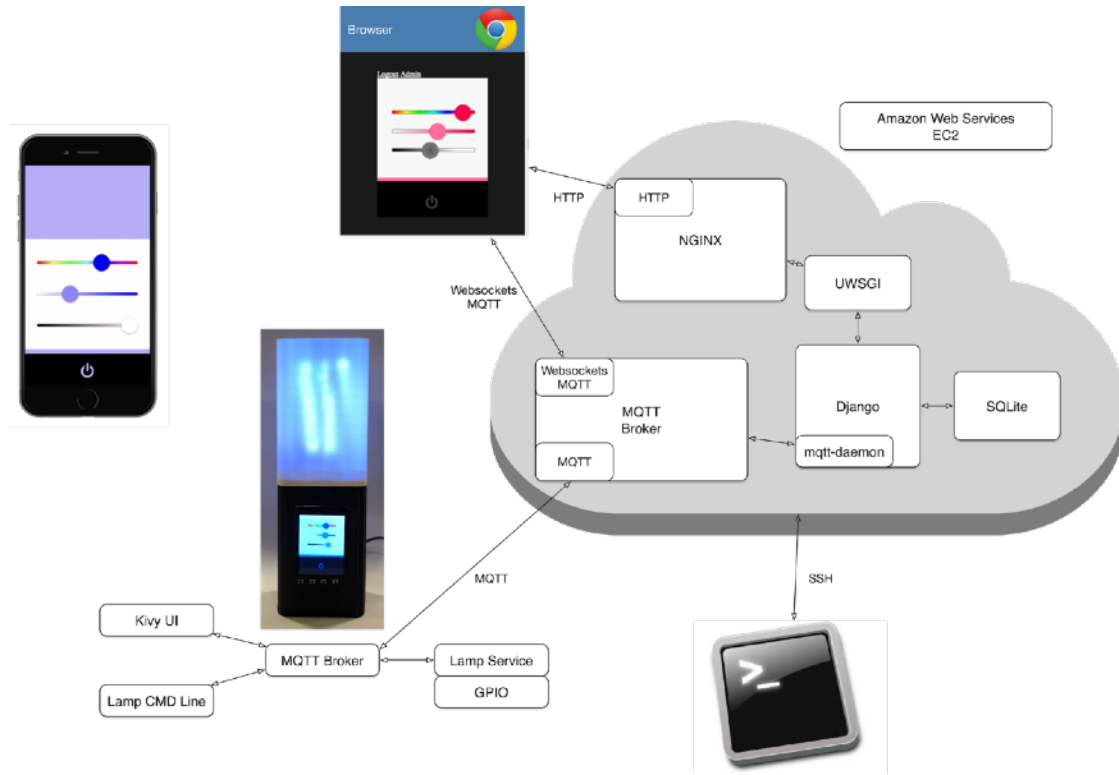 Browser
Logout Admin
Amazon Web Services
EC2
HTTP
HTTP
NGINX
UWSGI
Websockets
MQTT
Websockets
MQTT
MQTT
Broker
Django
SQLite
mqtt-daemon
MQTT
MQTT
SSH
Kivy UI
MQTT Broker
Lamp Service
Lamp CMD Line
GPIO
>_